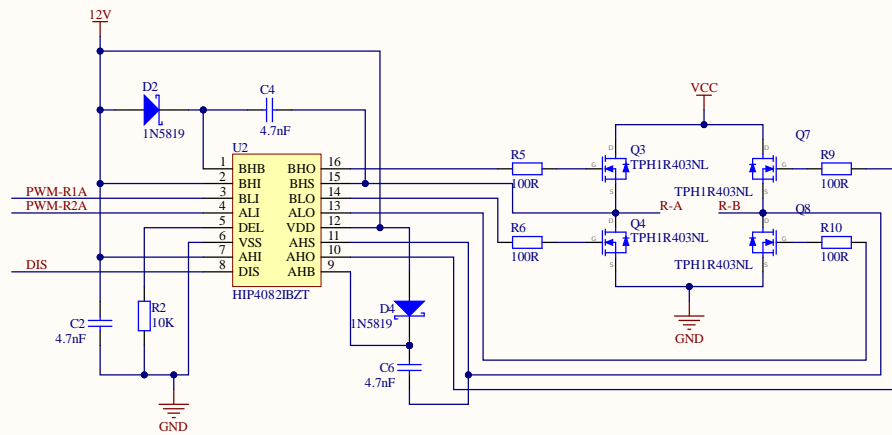 12V
D2
1N5819
C4
4.7nF
U2
1 BHB BHO 16
2 BHI BHS 15
3 BLI BLO 14
4 ALI ALO 13
5 DEL VDD 12
6 VSS AHS 11
7 AHI AHO 10
8 DIS AHB 9
HIP4082IBZT
PWM-R1A
PWM-R2A
DIS
C2
4.7nF
R2
10K
GND
D4
1N5819
C6
4.7nF
VCC
R5
100R
R6
100R
D
G
S
Q3
TPH1R403NL
D
G
S
Q4
TPH1R403NL
R-A
R-B
D
G
S
Q7
TPH1R403NL
D
G
S
Q8
TPH1R403NL
R9
100R
R10
100R
GND